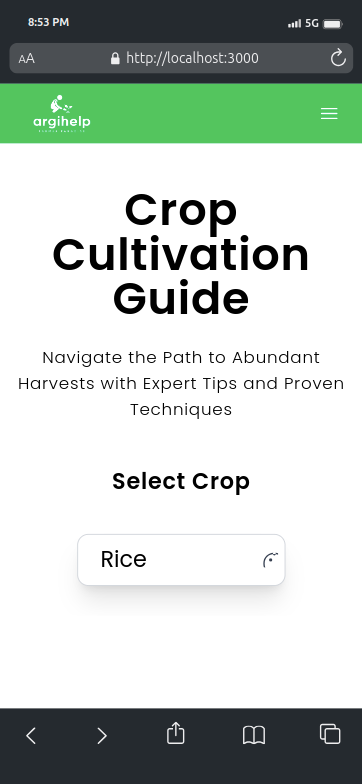 8:53 PM
5G
AA
http://localhost:3000
argihelp
Crop
Cultivation
Guide
Navigate the Path to Abundant
Harvests with Expert Tips and Proven
Techniques
Select Crop
Rice